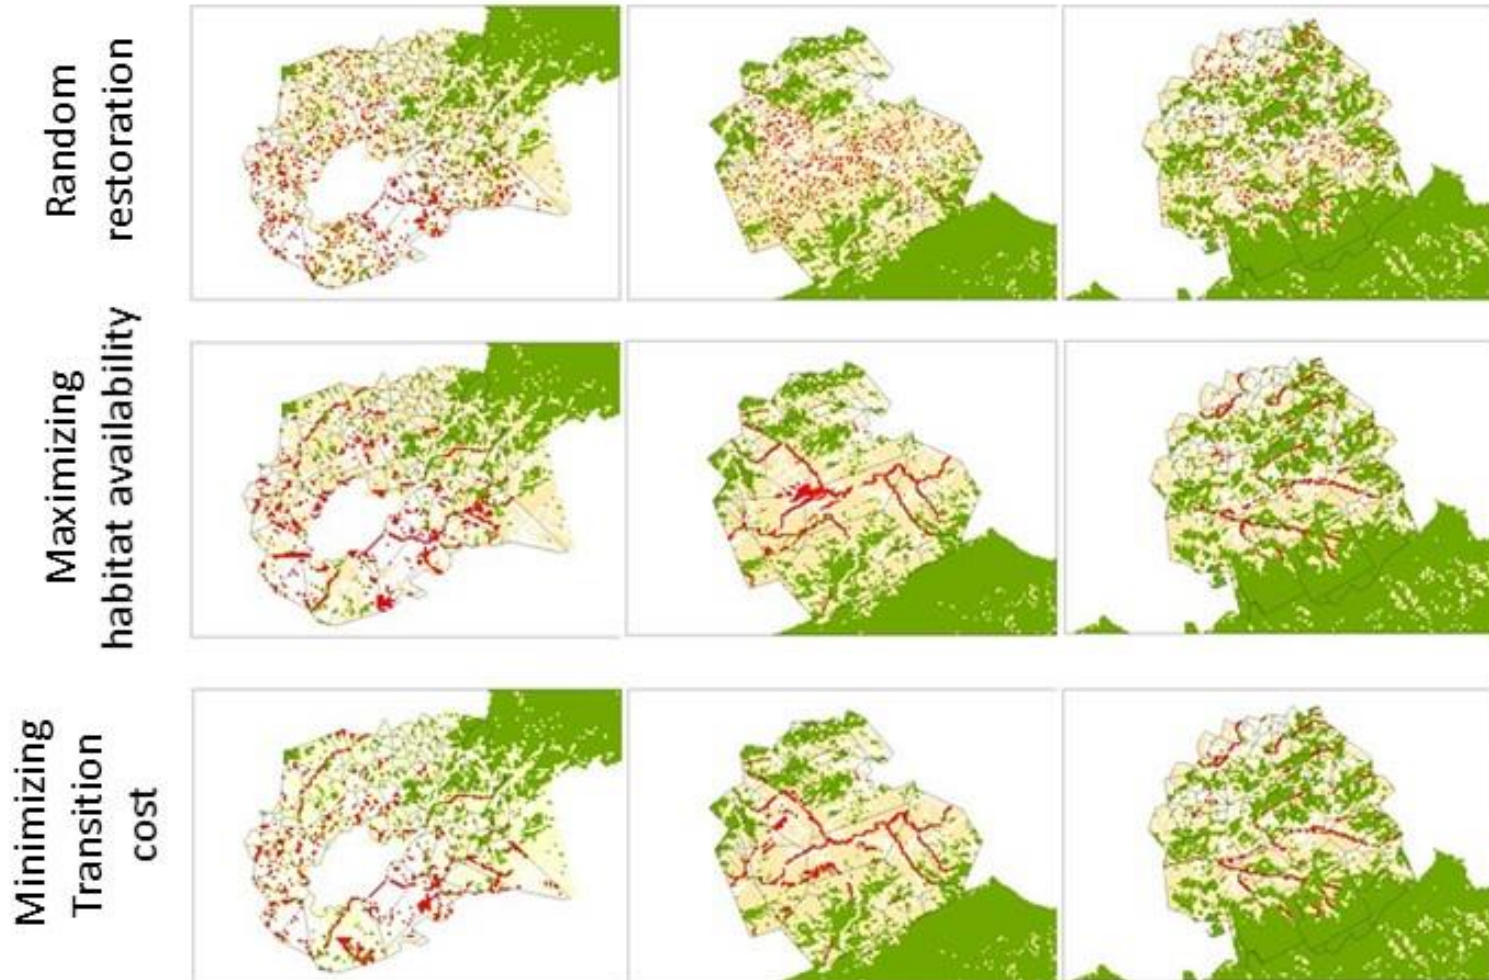 Random
restoration
Maximizing
habitat availability
Minimizing
Transition
cost